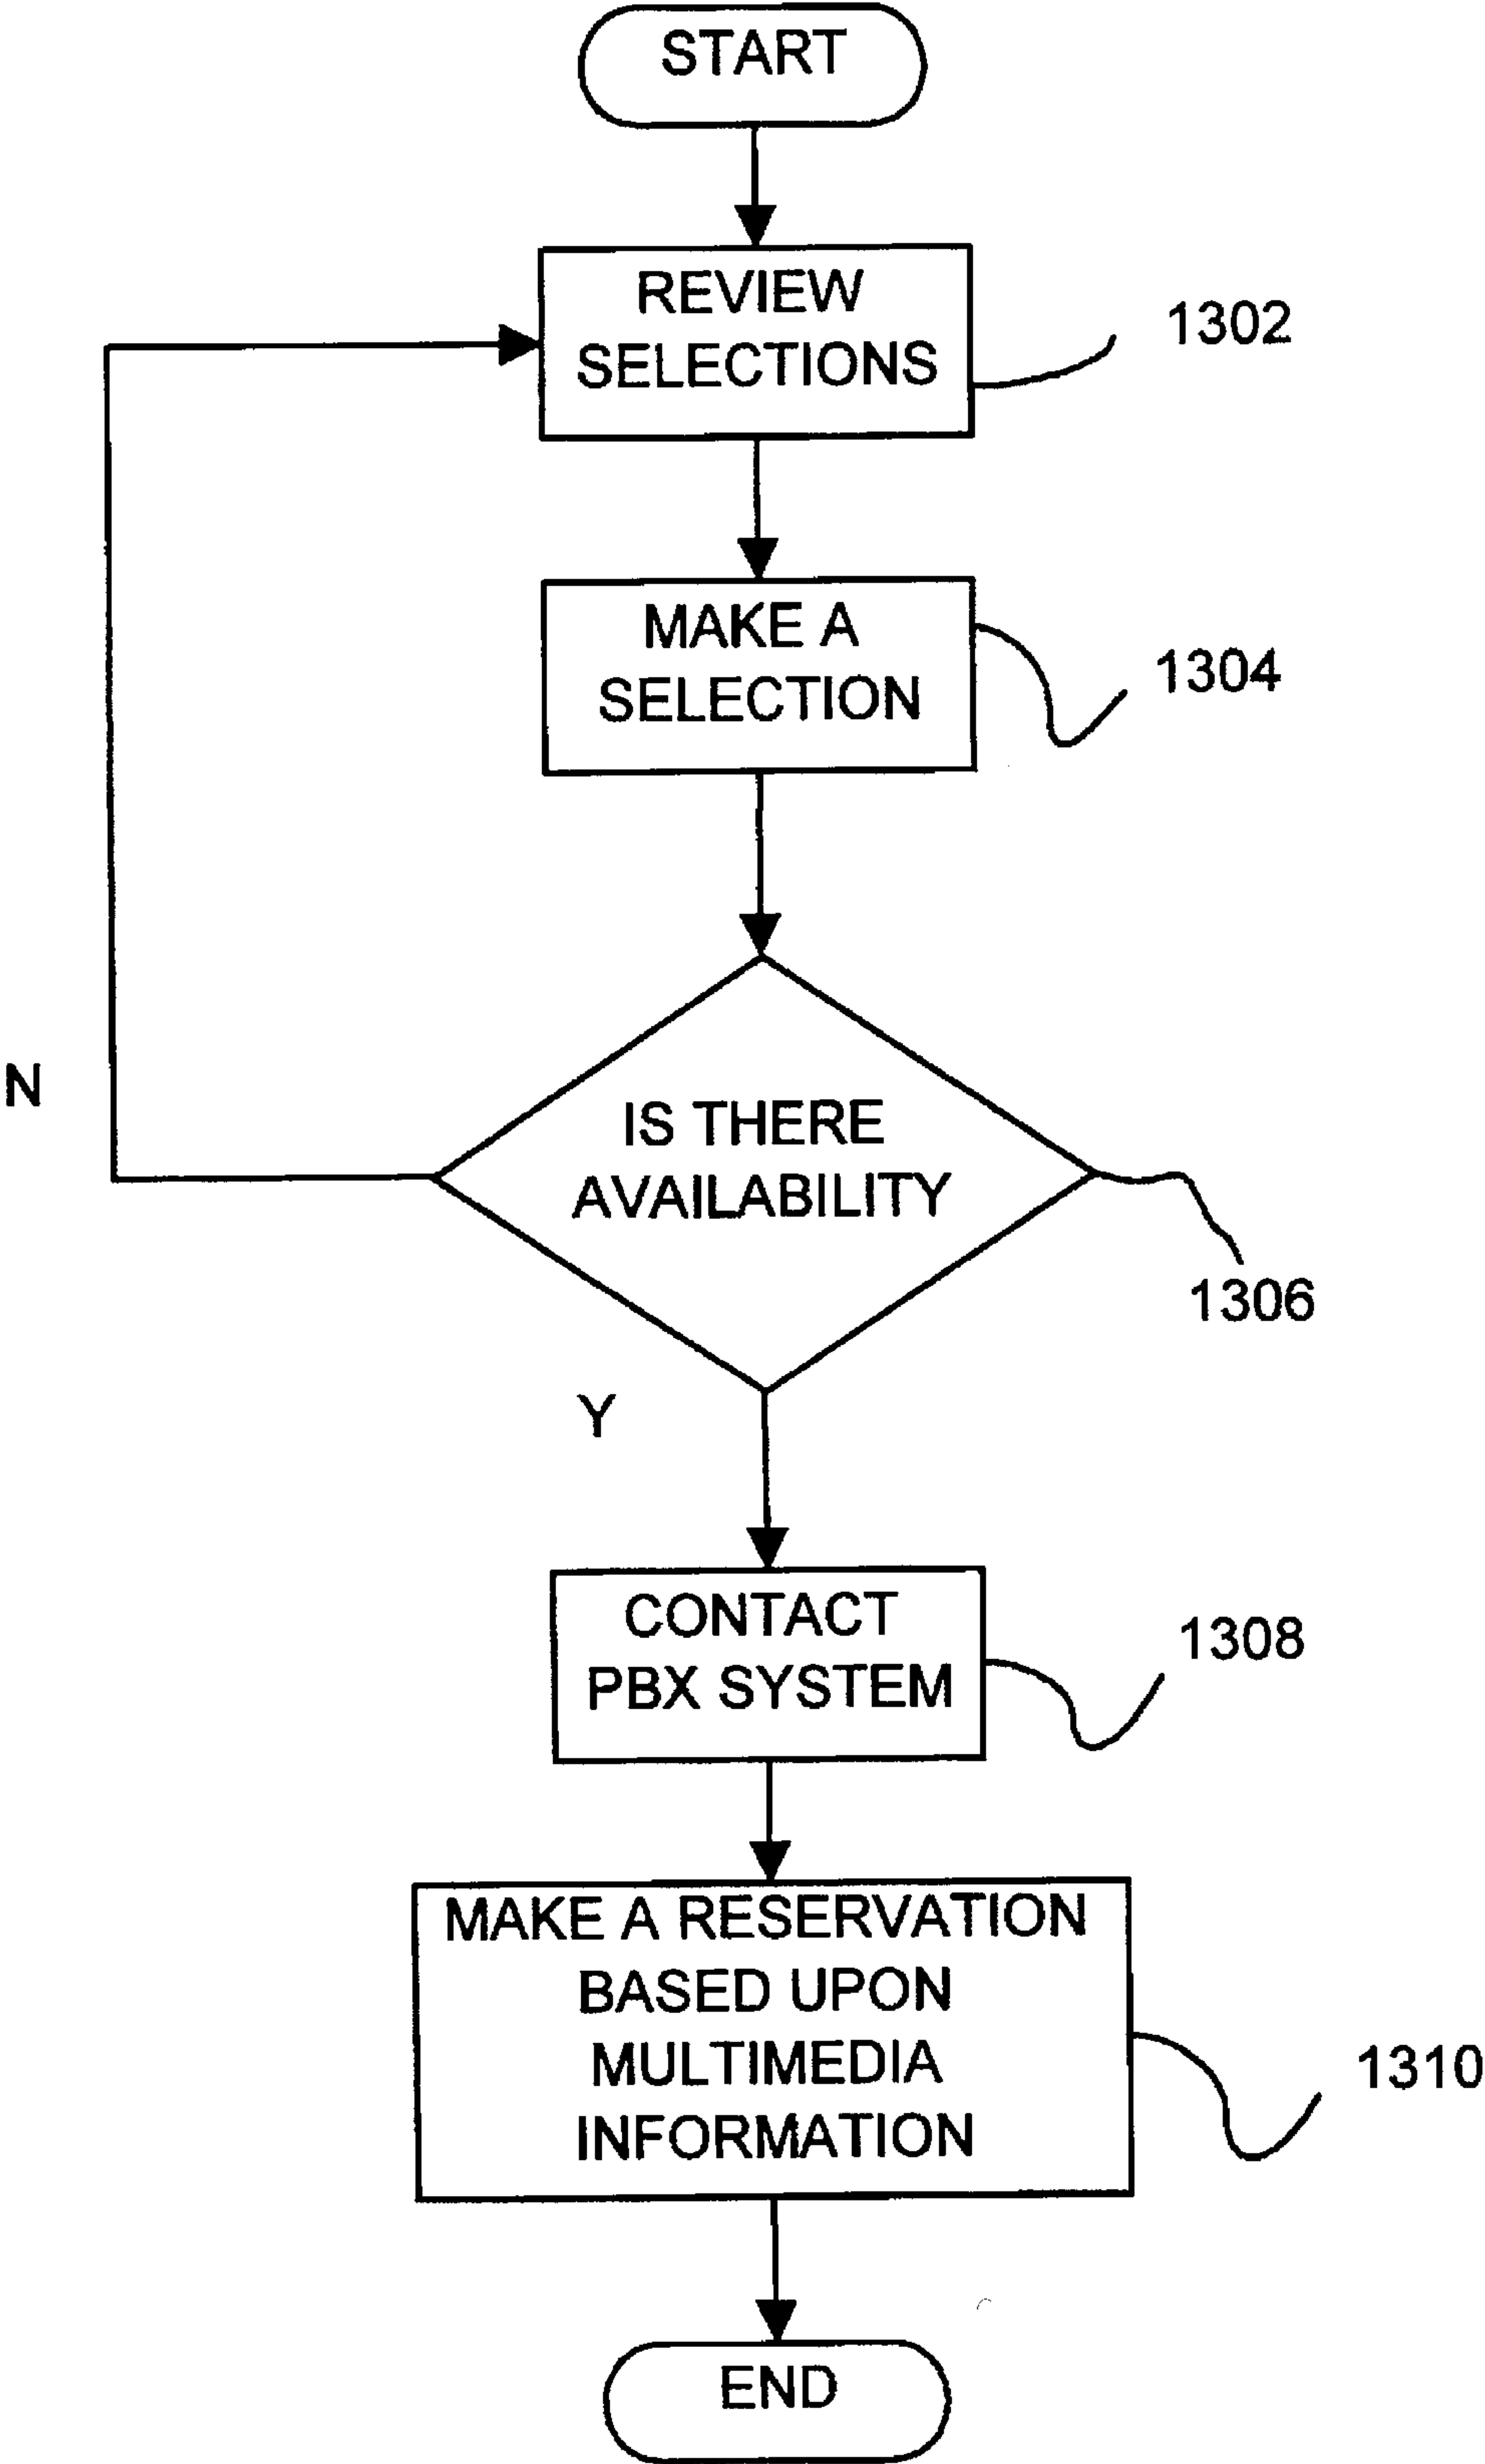 START
REVIEW
SELECTIONS
1302
MAKE A
SELECTION
1304
N
IS THERE
AVAILABILITY
1306
Y
CONTACT
PBX SYSTEM
1308
MAKE A RESERVATION
BASED UPON
MULTIMEDIA
INFORMATION
1310
END